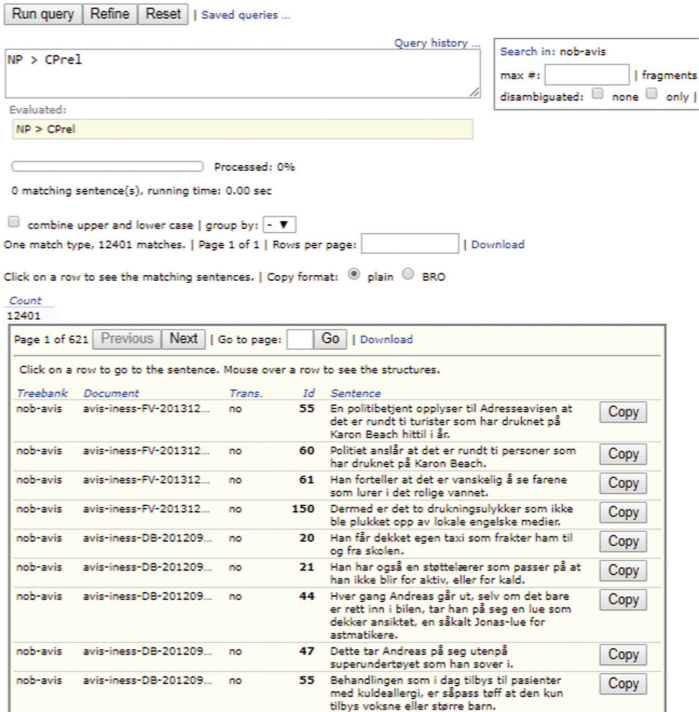 Run query Refine Reset | Saved queries ...
Query history ...
NP > CPrel
Search in: nob-avis
max #: | fragments
disambiguated: none only |
Evaluated:
NP > CPrel
Processed: 0%
0 matching sentence(s), running time: 0.00 sec
combine upper and lower case | group by: - ▼
One match type, 12401 matches. | Page 1 of 1 | Rows per page: | Download
Click on a row to see the matching sentences. | Copy format: plain BRO
Count
12401
Page 1 of 621 Previous Next | Go to page: Go | Download
Click on a row to go to the sentence. Mouse over a row to see the structures.
Treebank Document Trans. Id Sentence
nob-avis avis-iness-FV-201312... no 55 En politibetjent opplyser til Adresseavisen at Copy
det er rundt ti turister som har druknet på
Karon Beach hittil i år.
nob-avis avis-iness-FV-201312... no 60 Politiet anslår at det er rundt ti personer som Copy
har druknet på Karon Beach.
nob-avis avis-iness-FV-201312... no 61 Han forteller at det er vanskelig å se farene Copy
som lurer i det rolige vannet.
nob-avis avis-iness-FV-201312... no 150 Dermed er det to drukningsulykker som ikke Copy
ble plukket opp av lokale engelske medier.
nob-avis avis-iness-DB-201209... no 20 Han får dekket egen taxi som frakter ham til Copy
og fra skolen.
nob-avis avis-iness-DB-201209... no 21 Han har også en støttelærer som passer på at Copy
han ikke blir for aktiv, eller for kald.
nob-avis avis-iness-DB-201209... no 44 Hver gang Andreas går ut, selv om det bare Copy
er rett inn i bilen, tar han på seg en lue som
dekker ansiktet, en såkalt Jonas-lue for
astmatikere.
nob-avis avis-iness-DB-201209... no 47 Dette tar Andreas på seg utenpå Copy
superundertøyet som han sover i.
nob-avis avis-iness-DB-201209... no 55 Behandlingen som i dag tilbys til pasienter Copy
med kuldeallergi, er såpass tøff at den kun
tilbys voksne eller større barn.